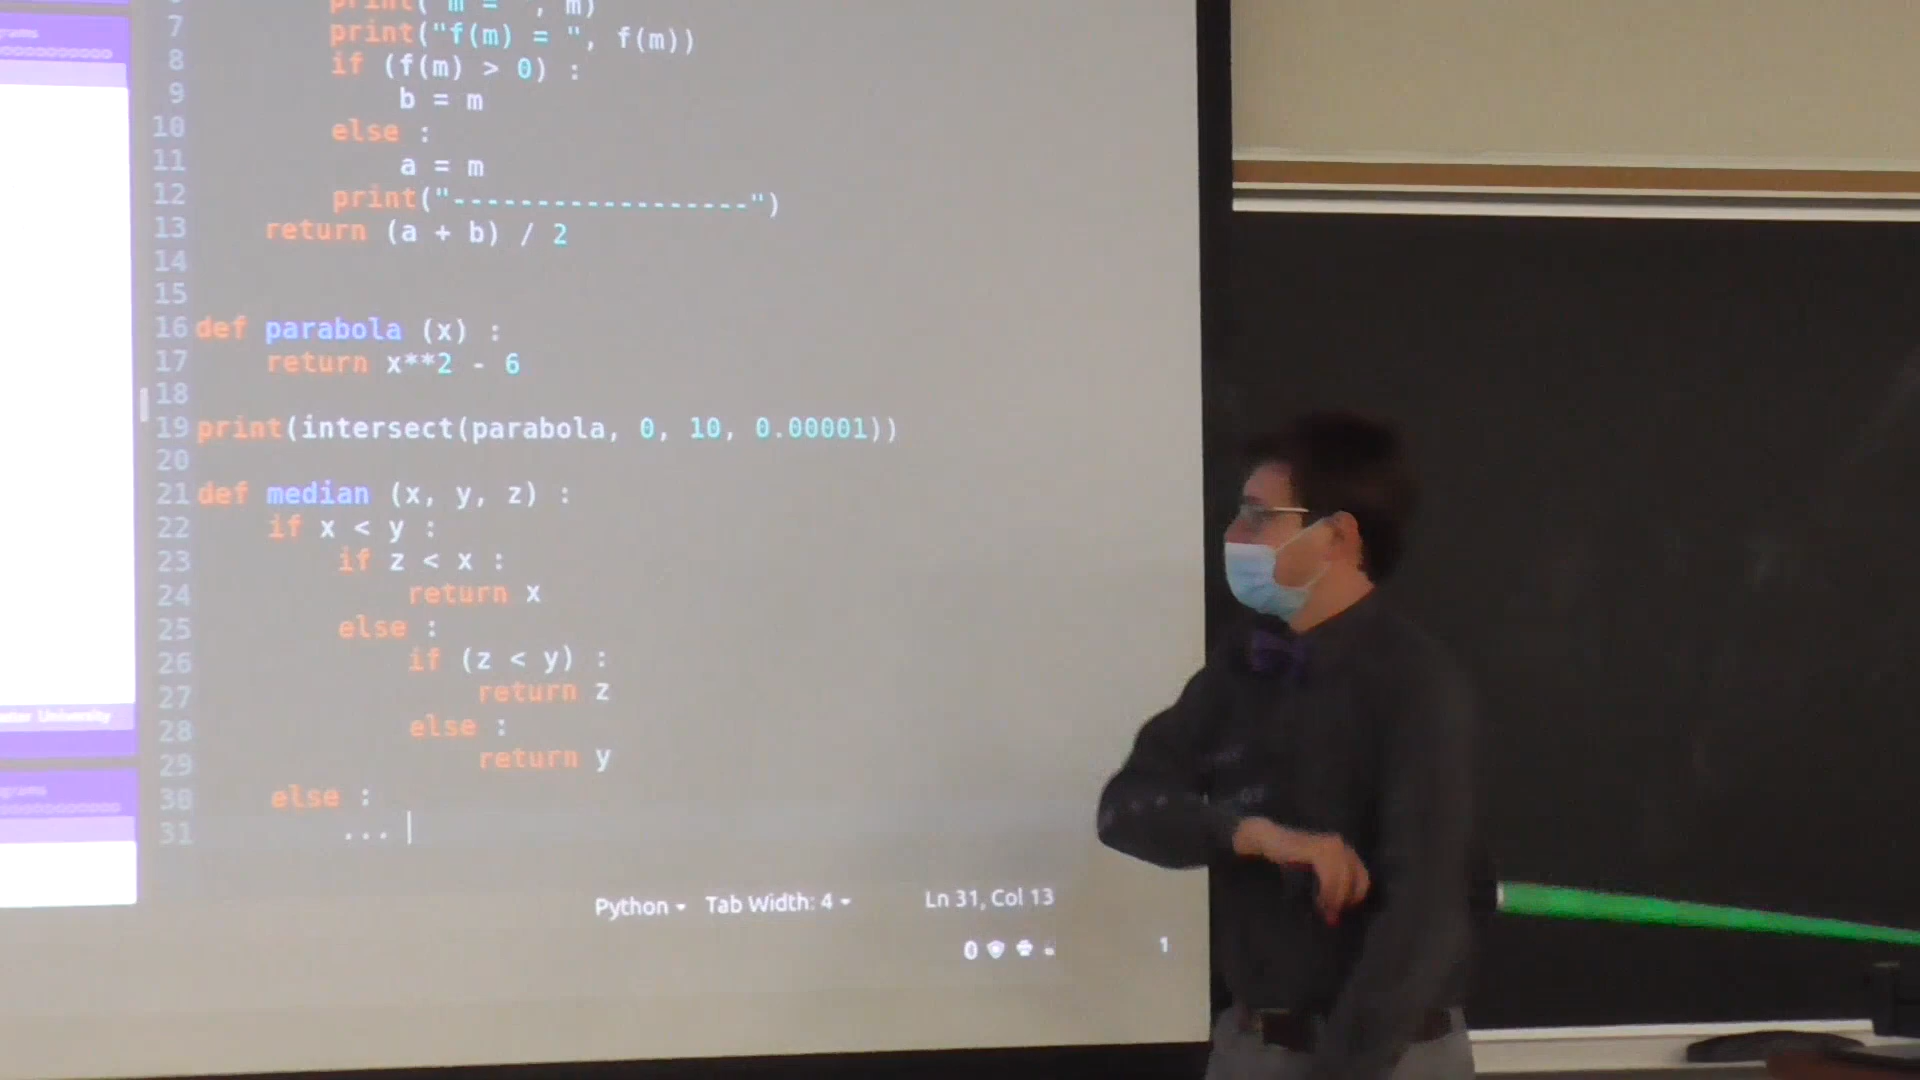 print("m = ", m)
7 print("f(m) = ", f(m))
8 if (f(m) > 0) :
9 b = m
10 else :
11 a = m
12 print("------------------")
13 return (a + b) / 2
14
15
16 def parabola (x) :
17 return x**2 - 6
18
19 print(intersect(parabola, 0, 10, 0.00001))
20
21 def median (x, y, z) :
22 if x < y :
23 if z < x :
24 return x
25 else :
26 if (z < y) :
27 return z
28 else :
29 return y
30 else :
31 ...
Python Tab Width: 4 Ln 31, Col 13
0
1
University